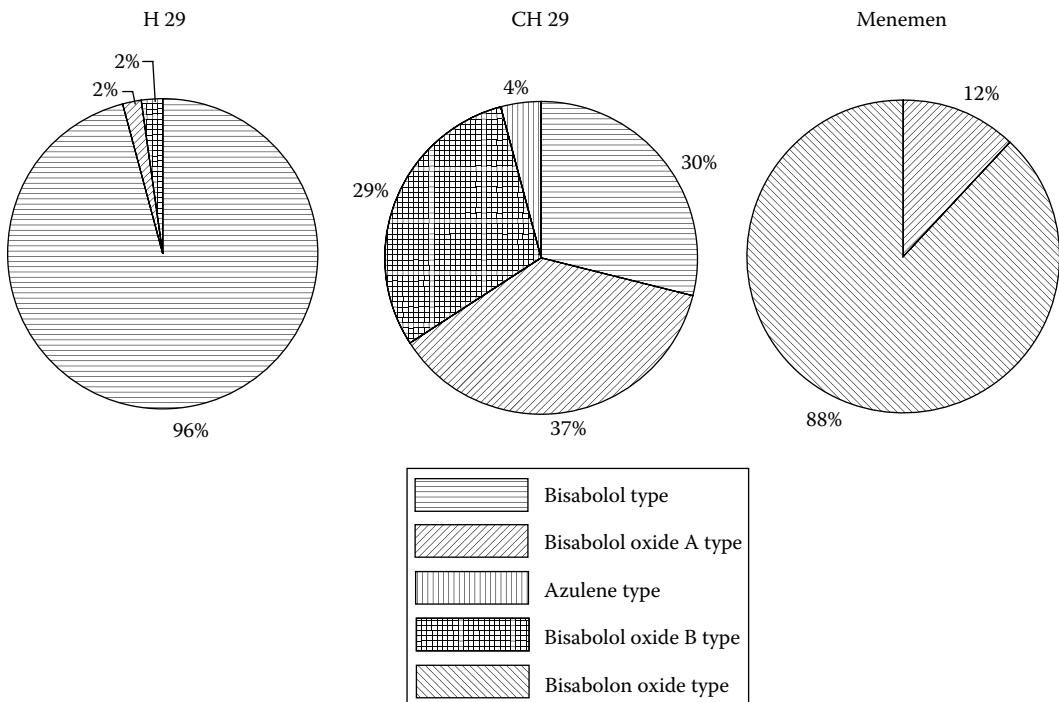 H 29
2%
2%
96%
CH 29
4%
30%
29%
37%
Menemen
12%
88%
Bisabolol type
Bisabolol oxide A type
Azulene type
Bisabolol oxide B type
Bisabolon oxide type